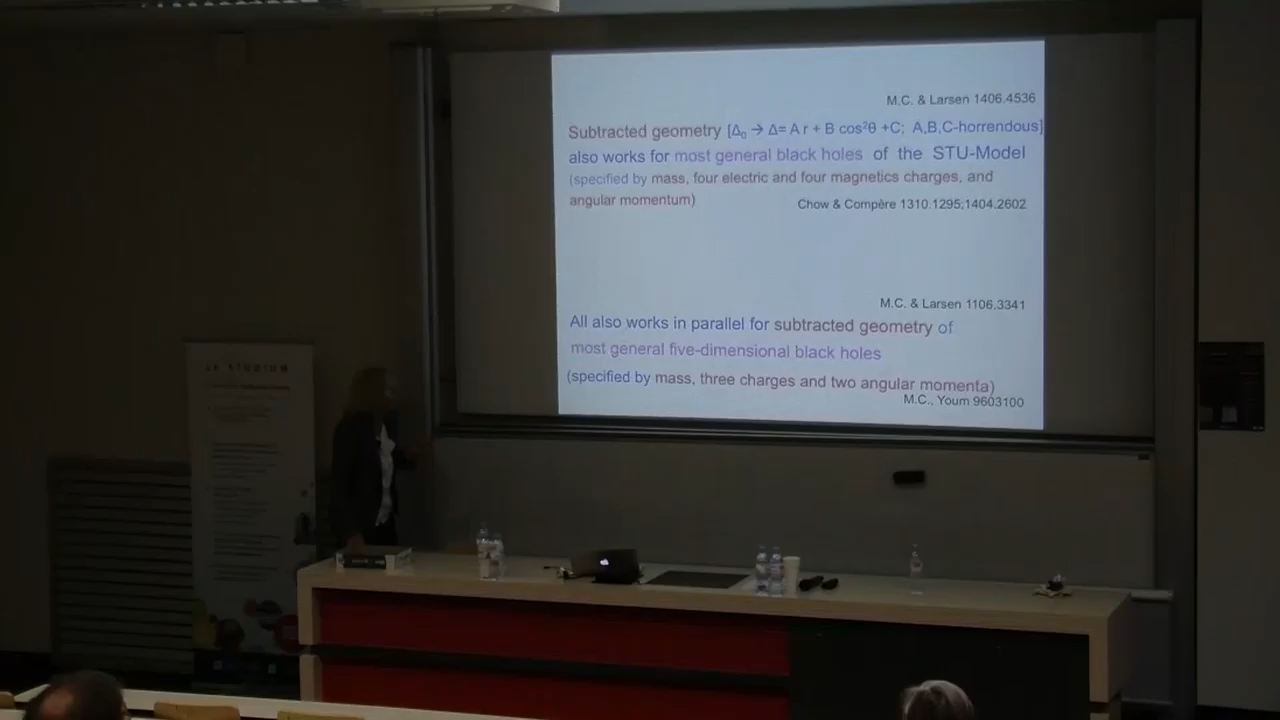 LE STUDIUM
M.C. & Larsen 1406.4536
Subtracted geometry [Δ₀ → Δ= A r + B cos²θ +C; A,B,C-horrendous]
also works for most general black holes of the STU-Model
(specified by mass, four electric and four magnetics charges, and
angular momentum)
Chow & Compère 1310.1295;1404.2602
M.C. & Larsen 1106.3341
All also works in parallel for subtracted geometry of
most general five-dimensional black holes
(specified by mass, three charges and two angular momenta)
M.C., Youm 9603100